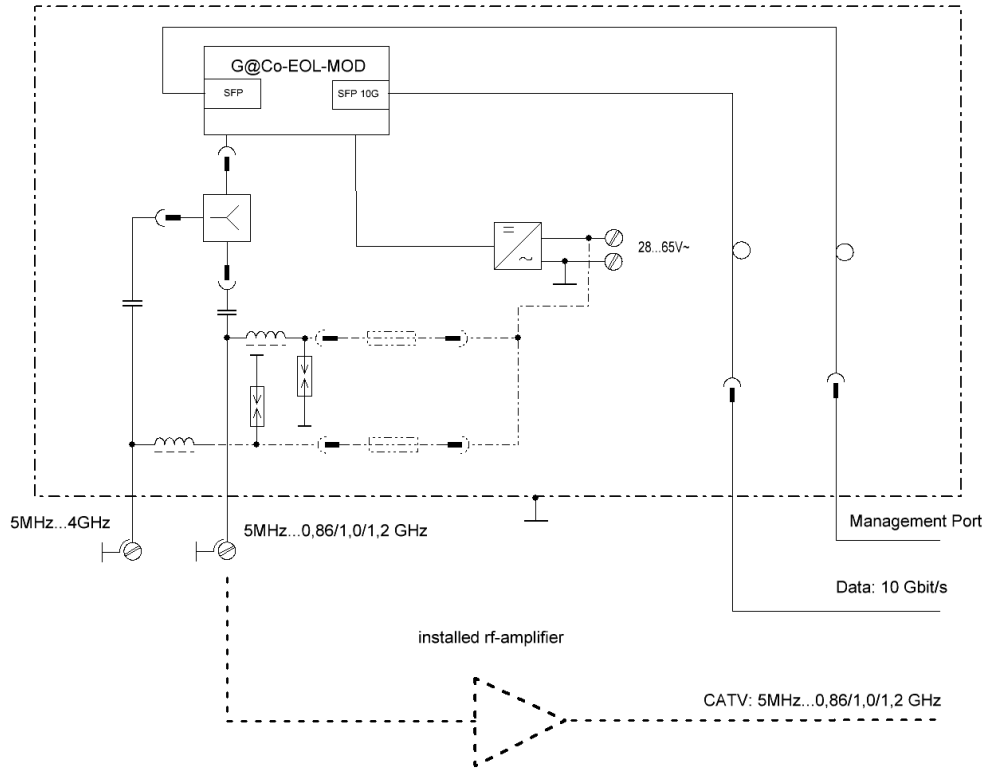 G@Co-EOL-MOD
SFP
SFP 10G
28...65V~
5MHz...4GHz
5MHz...0,86/1,0/1,2 GHz
Management Port
Data: 10 Gbit/s
installed rf-amplifier
CATV: 5MHz...0,86/1,0/1,2 GHz